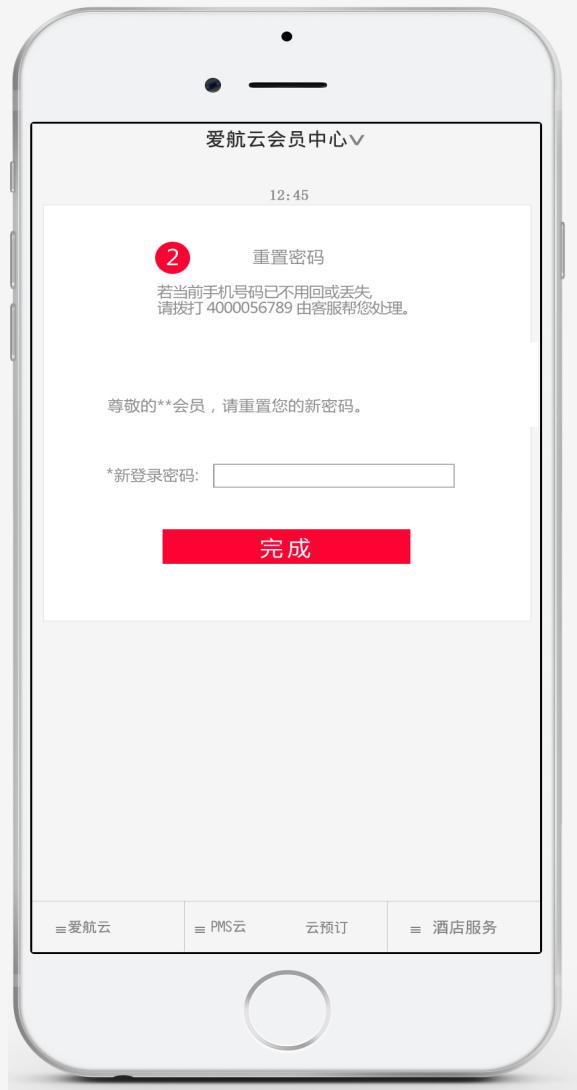 爱航云会员中心
12:45
2 重置密码
若当前手机号码已不用回或丢失,
请拨打 4000056789 由客服帮您处理。
尊敬的**会员，请重置您的新密码。
*新登录密码:
完成
≡爱航云 ≡ PMS云 云预订 ≡ 酒店服务